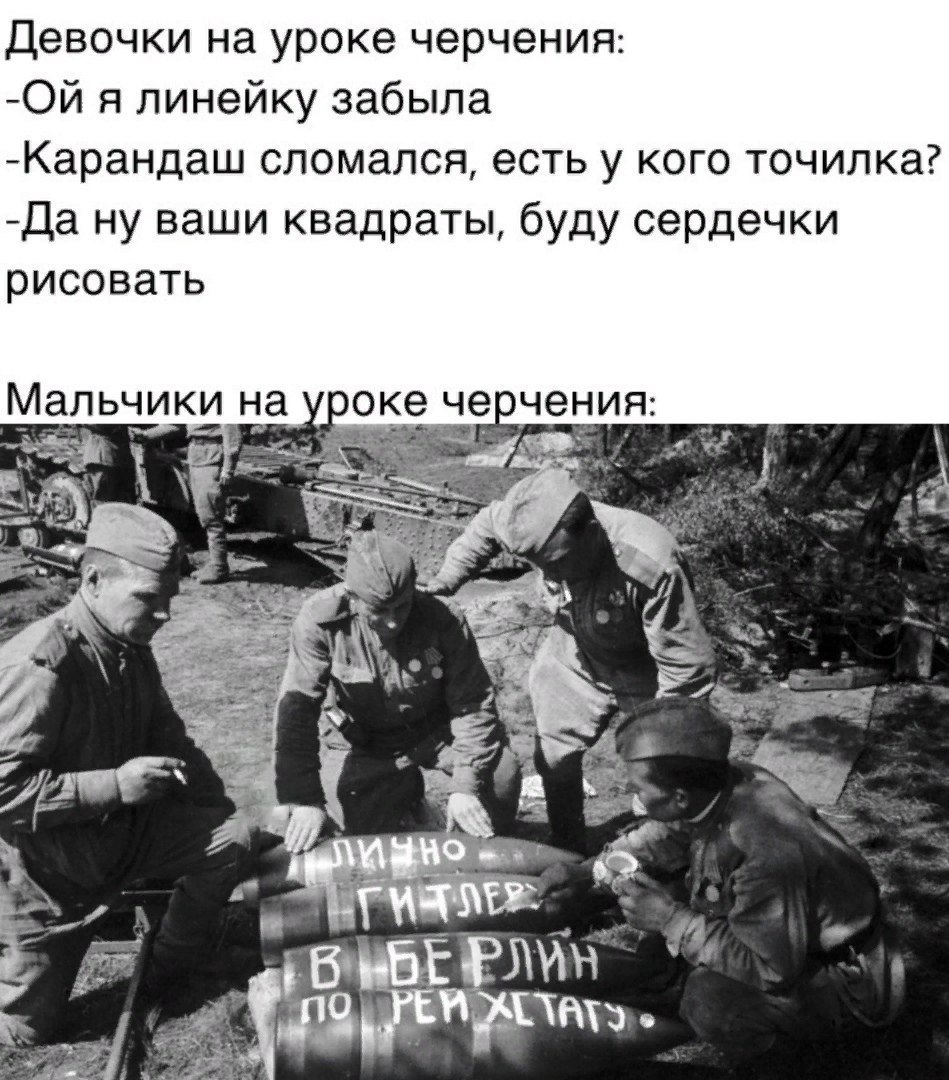 Девочки на уроке черчения:
-Ой я линейку забыла
-Карандаш сломался, есть у кого точилка?
-Да ну ваши квадраты, буду сердечки
рисовать
Мальчики на уроке черчения:
ЛИЧНО
ГИТЛЕР
В БЕРЛИН
ПО РЕЙХСТАГУ.